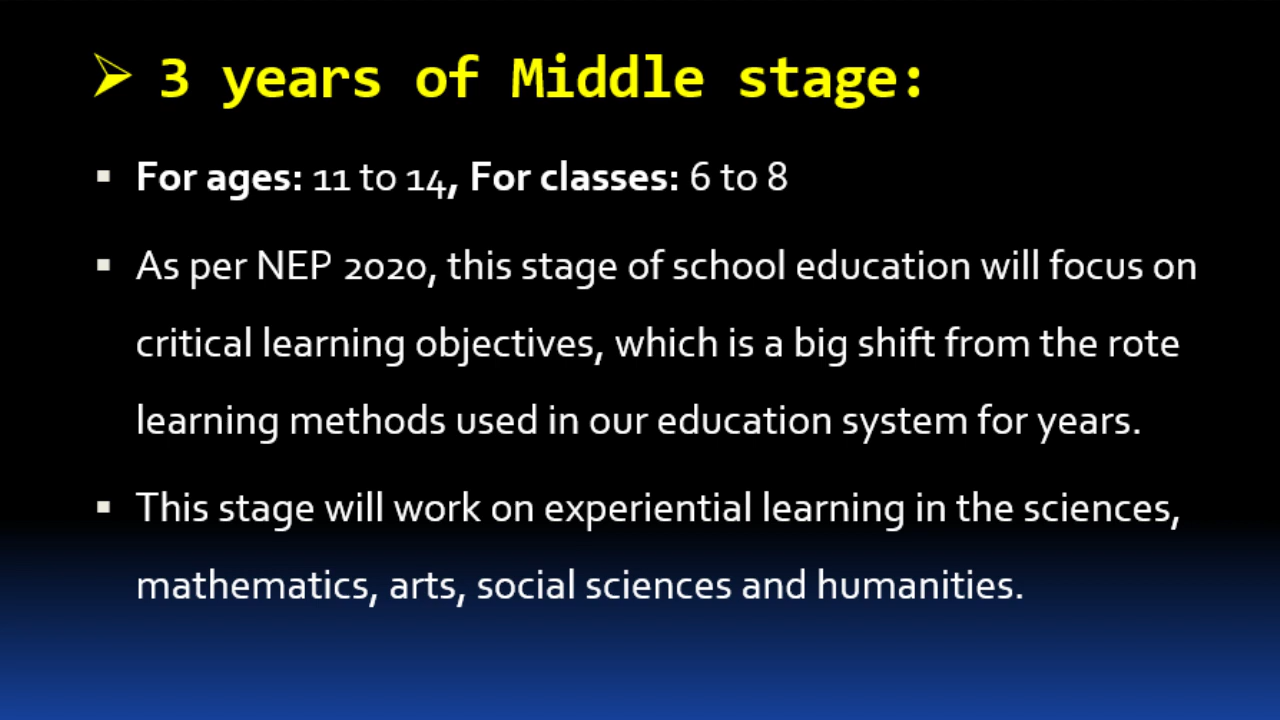 ➢ 3 years of Middle stage:
▪ For ages: 11 to 14, For classes: 6 to 8
▪ As per NEP 2020, this stage of school education will focus on
critical learning objectives, which is a big shift from the rote
learning methods used in our education system for years.
▪ This stage will work on experiential learning in the sciences,
mathematics, arts, social sciences and humanities.